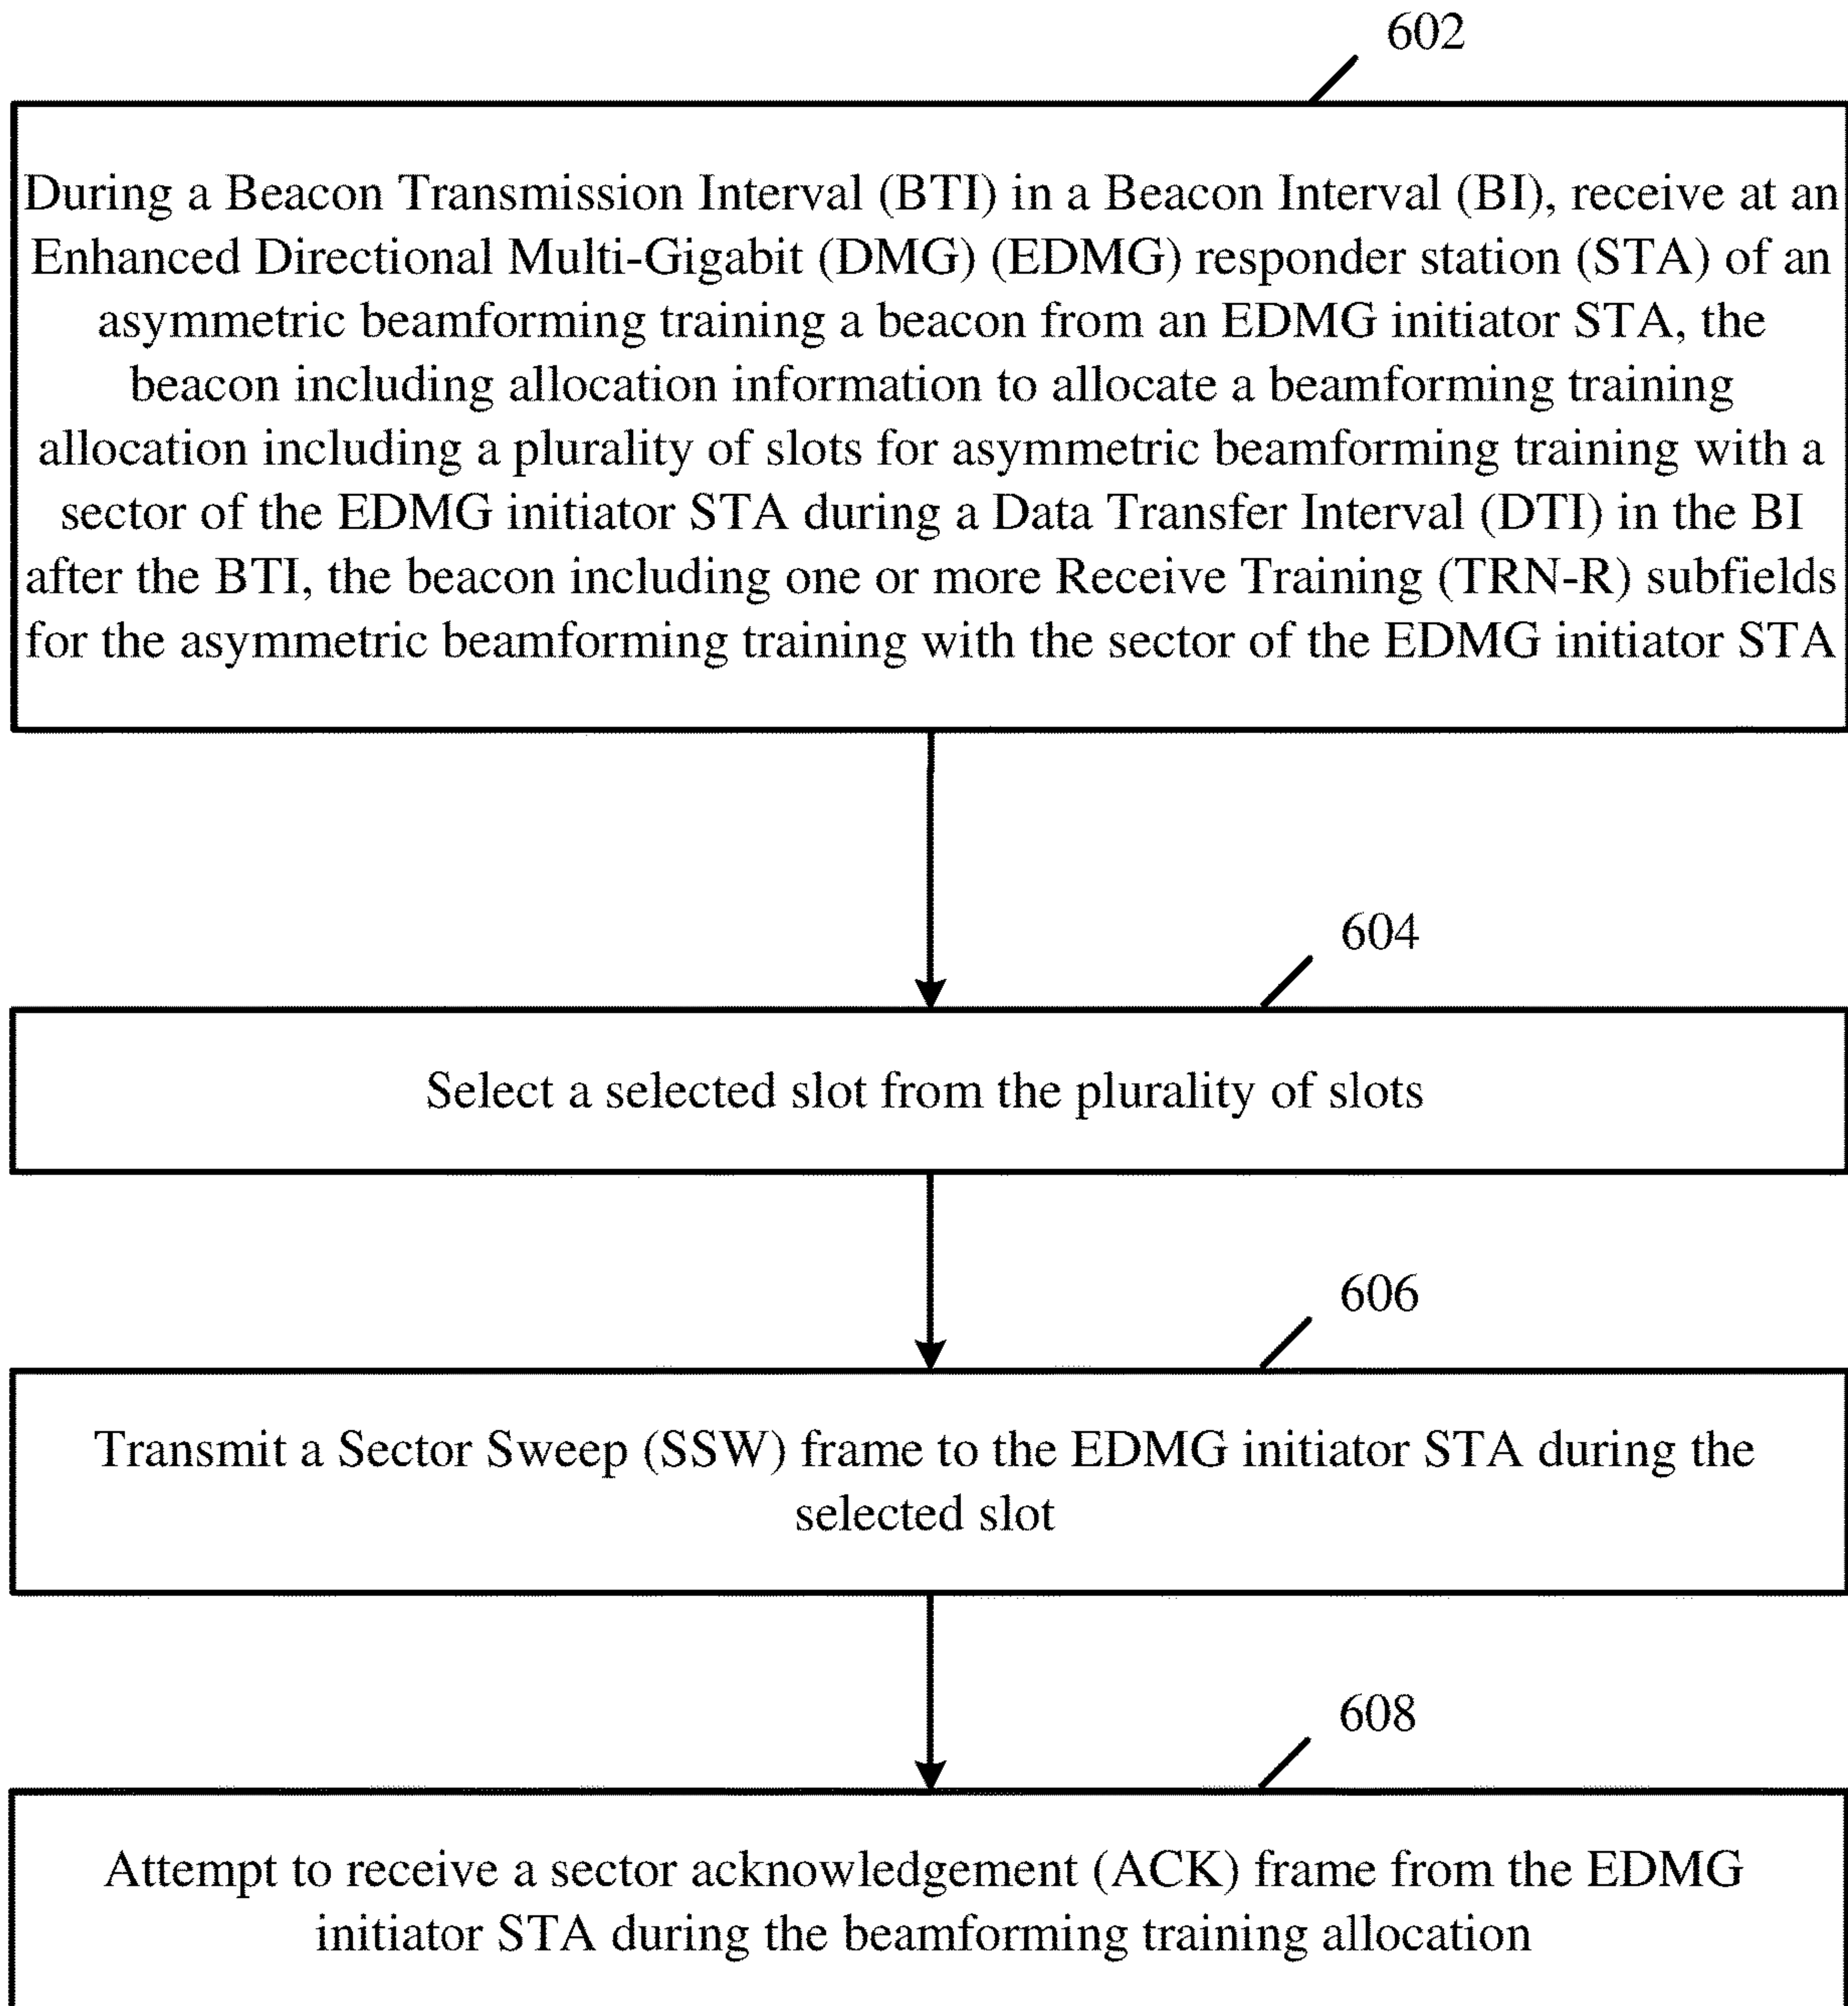 602
During a Beacon Transmission Interval (BTI) in a Beacon Interval (BI), receive at an
Enhanced Directional Multi-Gigabit (DMG) (EDMG) responder station (STA) of an
asymmetric beamforming training a beacon from an EDMG initiator STA, the
beacon including allocation information to allocate a beamforming training
allocation including a plurality of slots for asymmetric beamforming training with a
sector of the EDMG initiator STA during a Data Transfer Interval (DTI) in the BI
after the BTI, the beacon including one or more Receive Training (TRN-R) subfields
for the asymmetric beamforming training with the sector of the EDMG initiator STA
604
Select a selected slot from the plurality of slots
606
Transmit a Sector Sweep (SSW) frame to the EDMG initiator STA during the
selected slot
608
Attempt to receive a sector acknowledgement (ACK) frame from the EDMG
initiator STA during the beamforming training allocation